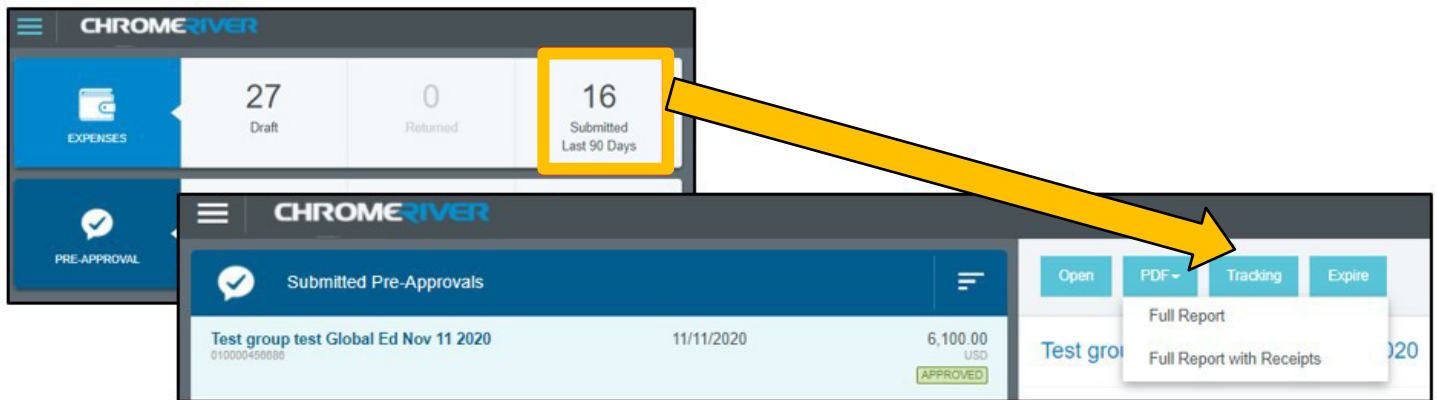 CHROMERIVER
EXPENSES
27
Draft
0
Returned
16
Submitted
Last 90 Days
PRE-APPROVAL
CHROMERIVER
Submitted Pre-Approvals
Test group test Global Ed Nov 11 2020
010000456686
11/11/2020
6,100.00
USD
APPROVED
Open
PDF
Tracking
Expire
Full Report
Full Report with Receipts
Test grou
020